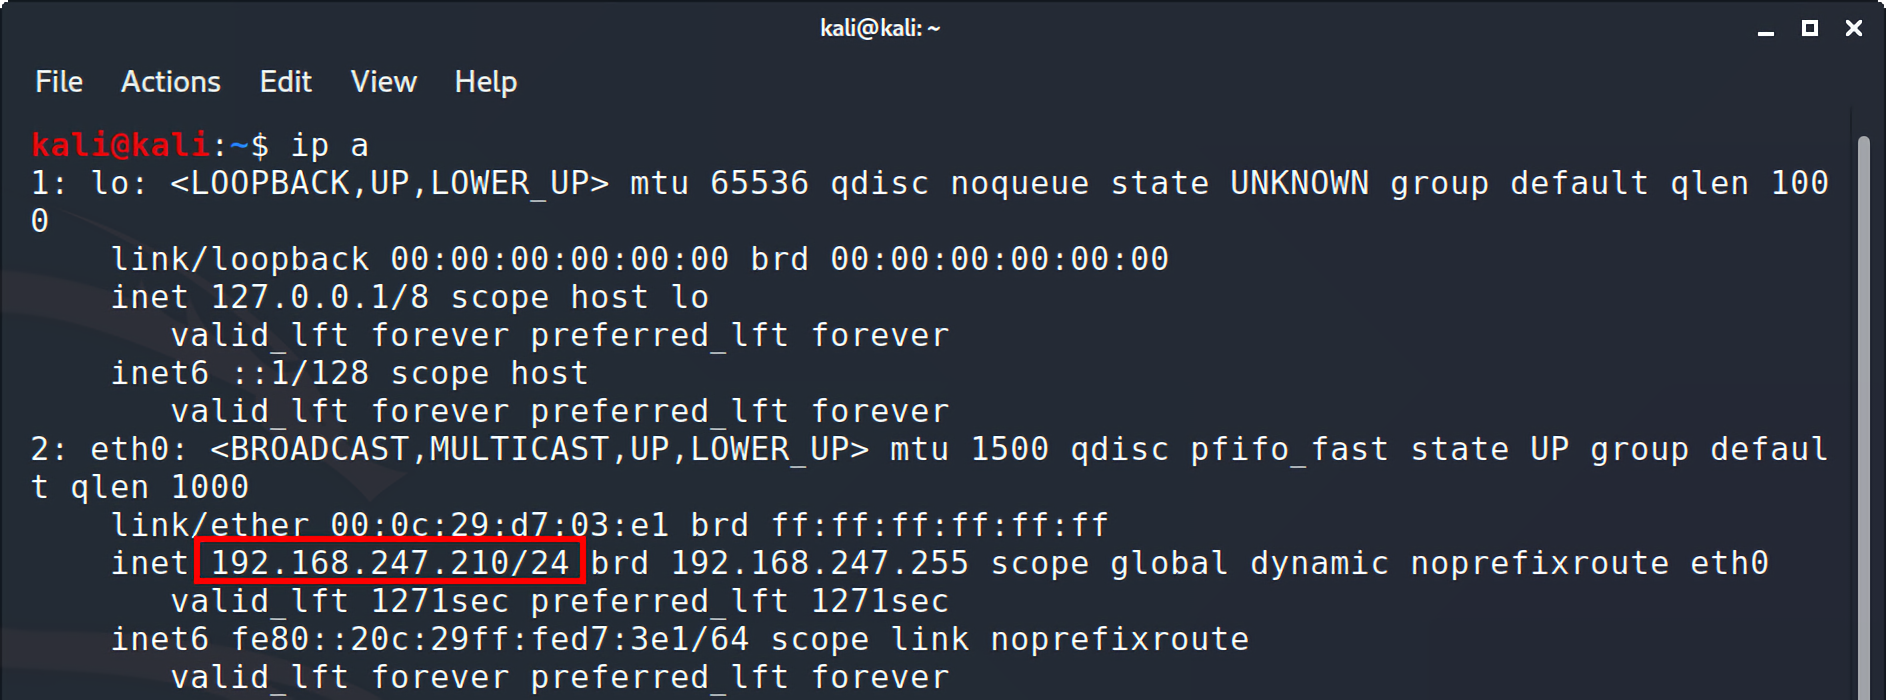 kali@kali: ~
File Actions Edit View Help
kali@kali:~$ ip a
1: lo: <LOOPBACK,UP,LOWER_UP> mtu 65536 qdisc noqueue state UNKNOWN group default qlen 100
0
    link/loopback 00:00:00:00:00:00 brd 00:00:00:00:00:00
    inet 127.0.0.1/8 scope host lo
       valid_lft forever preferred_lft forever
    inet6 ::1/128 scope host
       valid_lft forever preferred_lft forever
2: eth0: <BROADCAST,MULTICAST,UP,LOWER_UP> mtu 1500 qdisc pfifo_fast state UP group defaul
t qlen 1000
    link/ether 00:0c:29:d7:03:e1 brd ff:ff:ff:ff:ff:ff
    inet 192.168.247.210/24 brd 192.168.247.255 scope global dynamic noprefixroute eth0
       valid_lft 1271sec preferred_lft 1271sec
    inet6 fe80::20c:29ff:fed7:3e1/64 scope link noprefixroute
       valid_lft forever preferred_lft forever